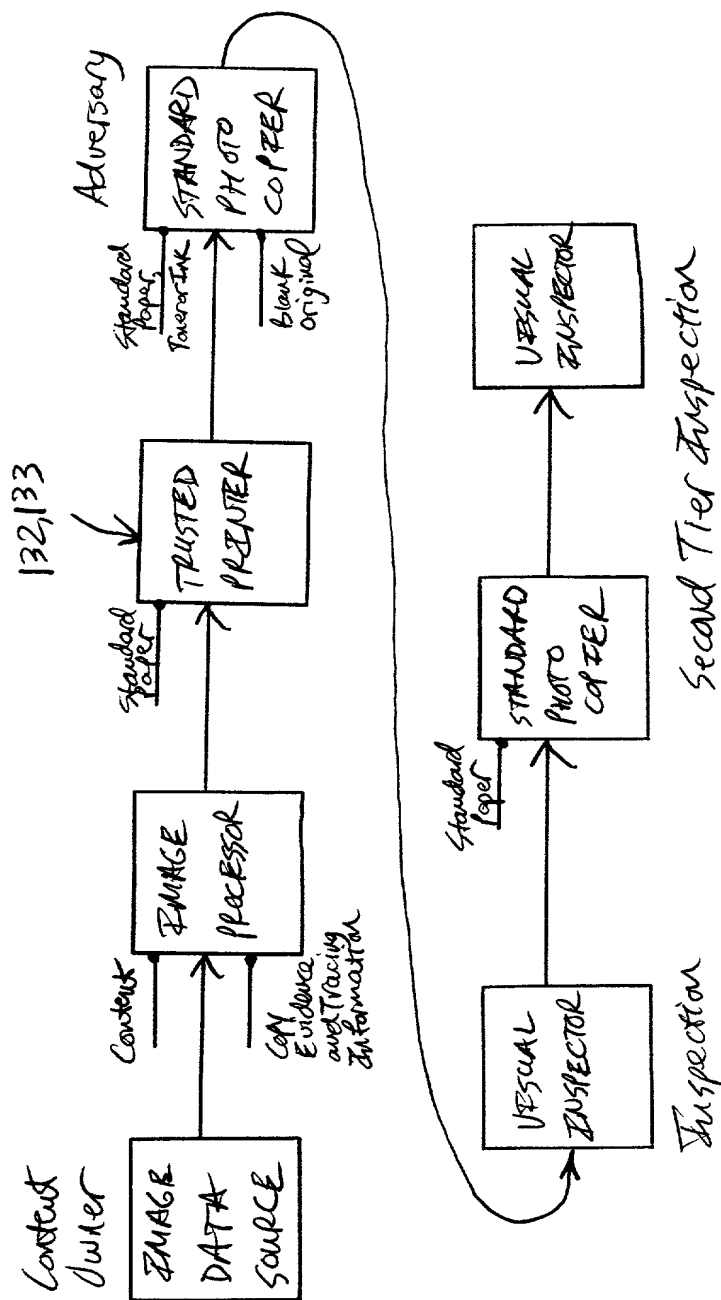 Content
Owner
IMAGE
DATA
SOURCE
Content
IMAGE
PROCESSOR
Copy
Evidence
and Tracing
Information
132,133
Standard
Paper
TRUSTED
PRINTER
Adversary
Standard
Paper,
Toner or Ink
STANDARD
PHOTO
COPIER
Blank
Original
VISUAL
INSPECTOR
Inspection
Standard
Paper
STANDARD
PHOTO
COPIER
VISUAL
INSPECTOR
Second Tier Inspection